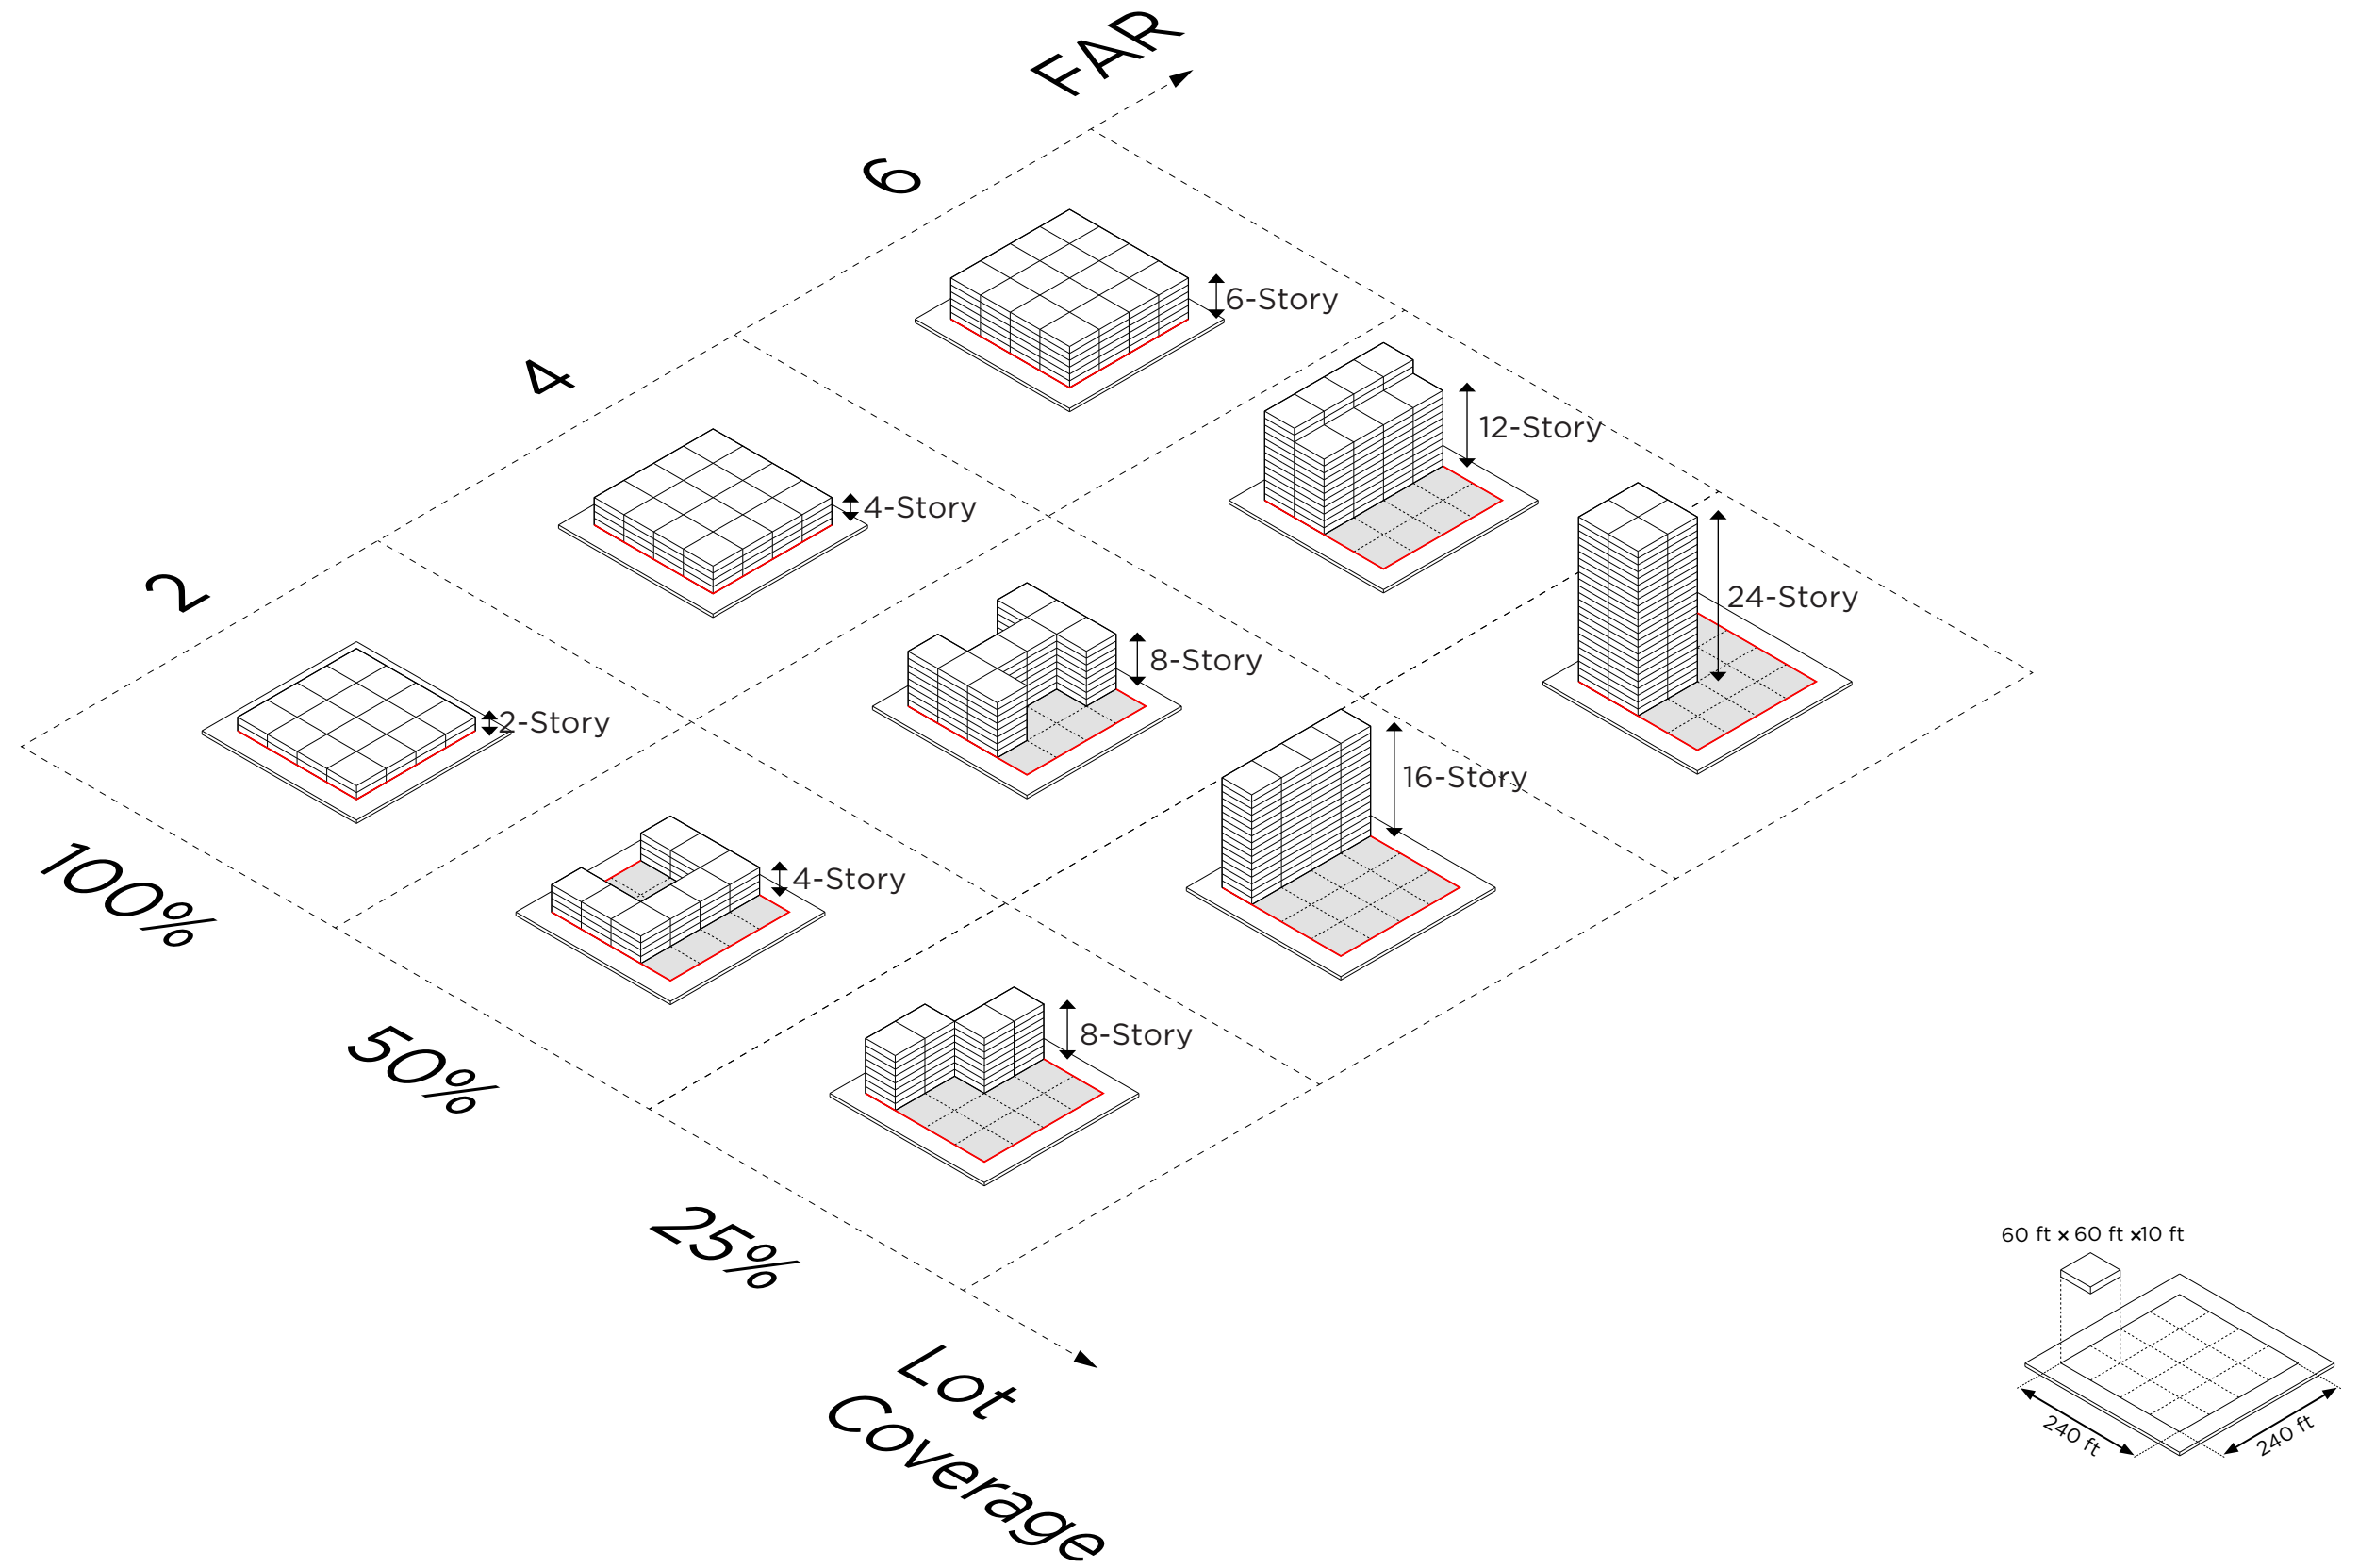 FAR
6
6-Story
4
12-Story
4-Story
24-Story
2
8-Story
2-Story
16-Story
100%
4-Story
50%
8-Story
25%
60 ft x 60 ft x10 ft
240 ft
240 ft
Lot
Coverage